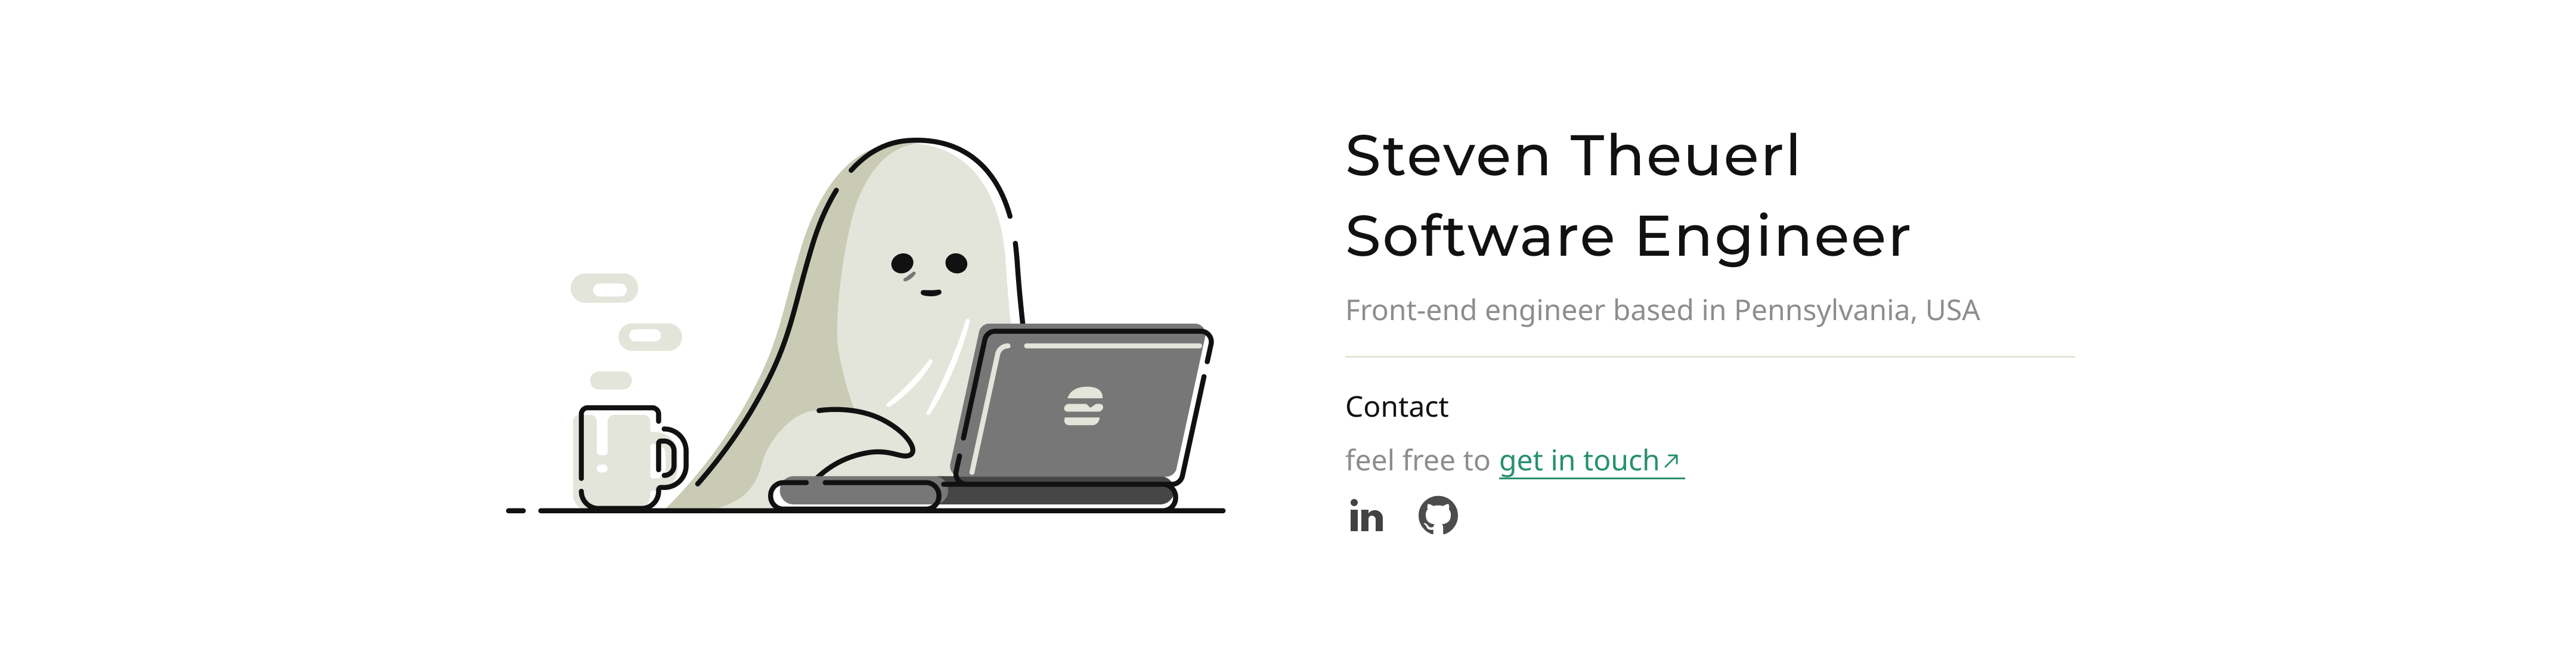 Steven Theuerl
Software Engineer
Front-end engineer based in Pennsylvania, USA
Contact
feel free to get in touch↗
in